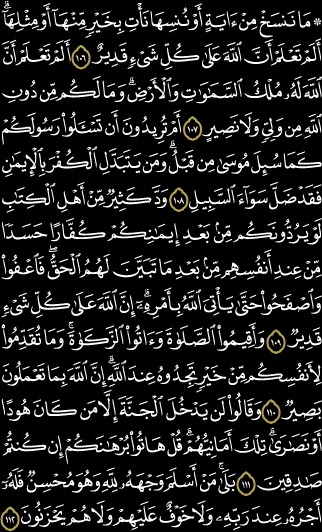 ۞ مَا نَنسَخْ مِنْ ءَايَةٍ أَوْ نُنسِهَا نَأْتِ بِخَيْرٍ مِّنْهَآ أَوْ مِثْلِهَآ ۗ
أَلَمْ تَعْلَمْ أَنَّ ٱللَّهَ عَلَىٰ كُلِّ شَىْءٍ قَدِيرٌ ١٠٦ أَلَمْ تَعْلَمْ أَنَّ
ٱللَّهَ لَهُۥ مُلْكُ ٱلسَّمَـٰوَٰتِ وَٱلْأَرْضِ ۗ وَمَا لَكُم مِّن دُونِ
ٱللَّهِ مِن وَلِىٍّ وَلَا نَصِيرٍ ١٠٧ أَمْ تُرِيدُونَ أَن تَسْـَٔلُوا۟ رَسُولَكُمْ
كَمَا سُئِلَ مُوسَىٰ مِن قَبْلُ ۗ وَمَن يَتَبَدَّلِ ٱلْكُفْرَ بِٱلْإِيمَـٰنِ
فَقَدْ ضَلَّ سَوَآءَ ٱلسَّبِيلِ ١٠٨ وَدَّ كَثِيرٌ مِّنْ أَهْلِ ٱلْكِتَـٰبِ
لَوْ يَرُدُّونَكُم مِّنۢ بَعْدِ إِيمَـٰنِكُمْ كُفَّارًا حَسَدًا
مِّنْ عِندِ أَنفُسِهِم مِّنۢ بَعْدِ مَا تَبَيَّنَ لَهُمُ ٱلْحَقُّ ۖ فَٱعْفُوا۟
وَٱصْفَحُوا۟ حَتَّىٰ يَأْتِىَ ٱللَّهُ بِأَمْرِهِۦٓ ۗ إِنَّ ٱللَّهَ عَلَىٰ كُلِّ شَىْءٍ
قَدِيرٌ ١٠٩ وَأَقِيمُوا۟ ٱلصَّلَوٰةَ وَءَاتُوا۟ ٱلزَّكَوٰةَ ۚ وَمَا تُقَدِّمُوا۟
لِأَنفُسِكُم مِّنْ خَيْرٍ تَجِدُوهُ عِندَ ٱللَّهِ ۗ إِنَّ ٱللَّهَ بِمَا تَعْمَلُونَ
بَصِيرٌ ١١٠ وَقَالُوا۟ لَن يَدْخُلَ ٱلْجَنَّةَ إِلَّا مَن كَانَ هُودًا
أَوْ نَصَـٰرَىٰ ۗ تِلْكَ أَمَانِيُّهُمْ ۗ قُلْ هَاتُوا۟ بُرْهَـٰنَكُمْ إِن كُنتُمْ
صَـٰدِقِينَ ١١١ بَلَىٰ مَنْ أَسْلَمَ وَجْهَهُۥ لِلَّهِ وَهُوَ مُحْسِنٌ فَلَهُۥٓ
أَجْرُهُۥ عِندَ رَبِّهِۦ وَلَا خَوْفٌ عَلَيْهِمْ وَلَا هُمْ يَحْزَنُونَ ١١٢